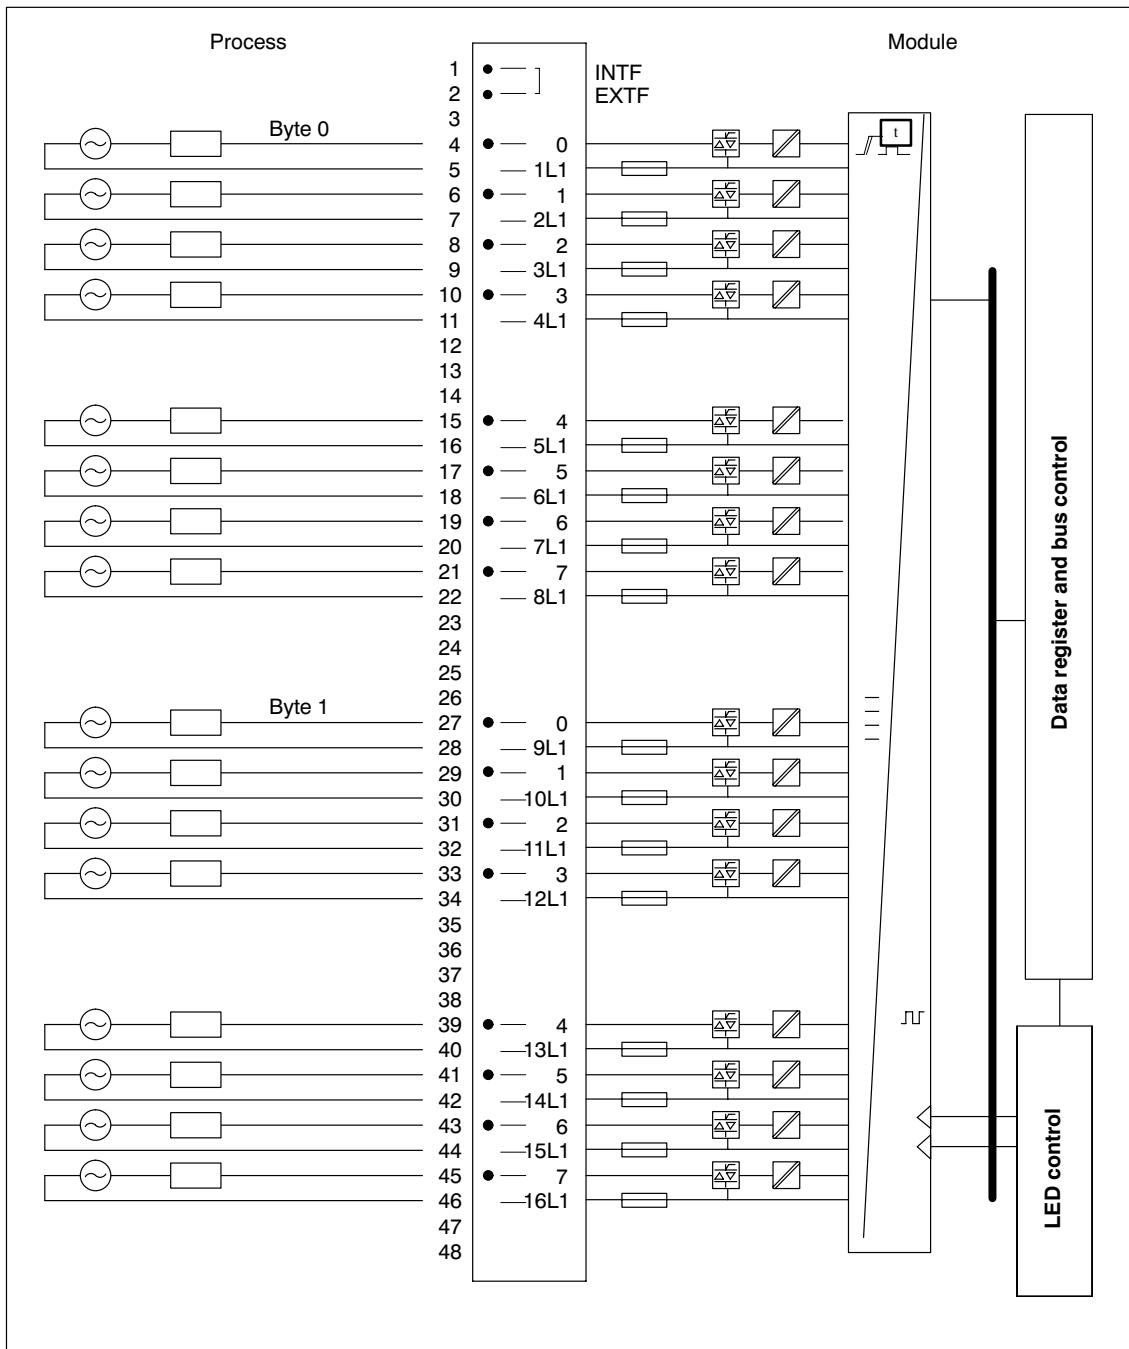 Process Module
1 INTF
2 EXTF
3
Byte 0 4 0 t
5 1L1
6 1
7 2L1
8 2
9 3L1
10 3
11 4L1
12
13
14
15 4
16 5L1
17 5
18 6L1
19 6
20 7L1
21 7
22 8L1
23
24
25
26
Byte 1 27 0
28 9L1
29 1
30 10L1
31 2
32 11L1
33 3
34 12L1
35
36
37
38
39 4
40 13L1
41 5
42 14L1
43 6
44 15L1
45 7
46 16L1
47
48
Data register and bus control
LED control